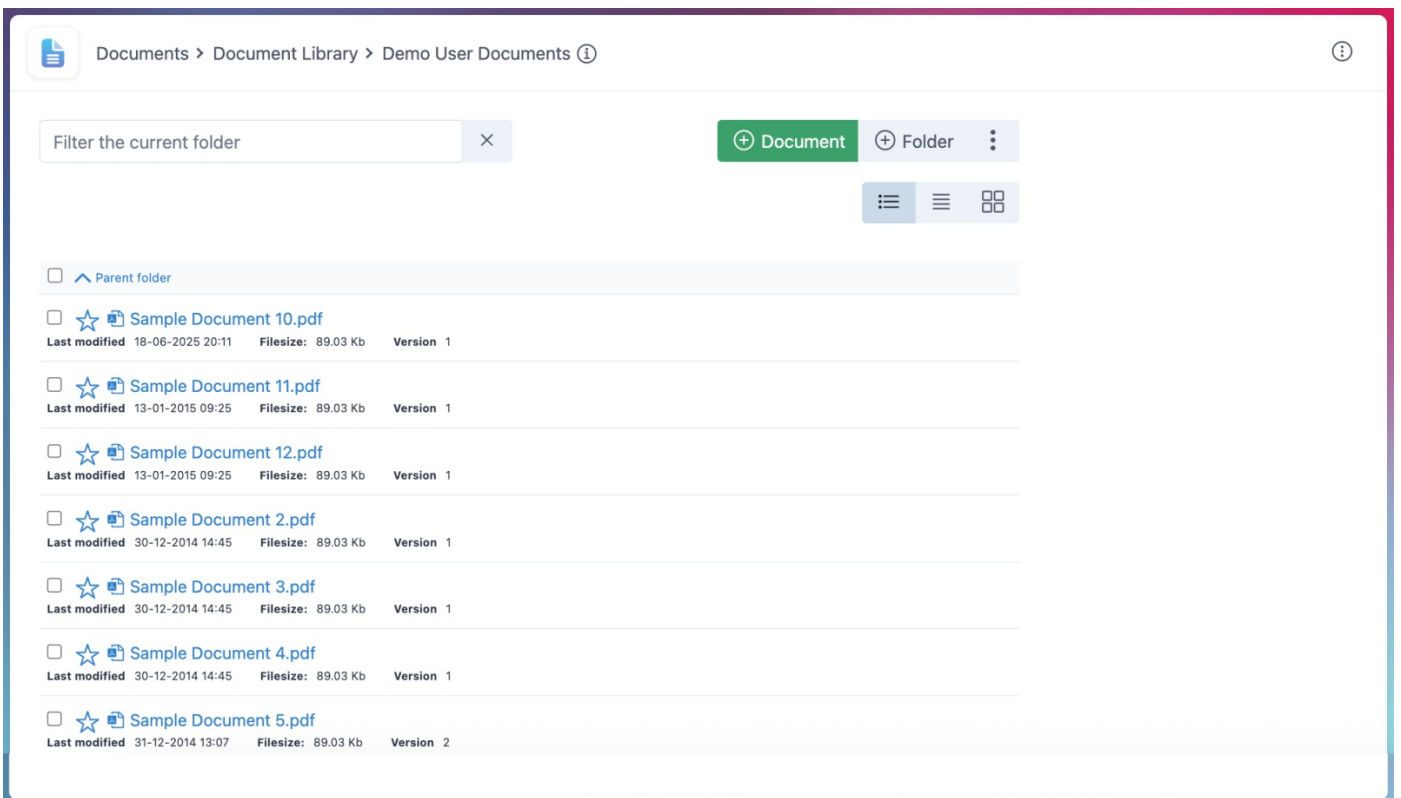 Documents > Document Library > Demo User Documents
Filter the current folder
Document Folder
Parent folder
Sample Document 10.pdf
Last modified 18-06-2025 20:11 Filesize: 89.03 Kb Version 1
Sample Document 11.pdf
Last modified 13-01-2015 09:25 Filesize: 89.03 Kb Version 1
Sample Document 12.pdf
Last modified 13-01-2015 09:25 Filesize: 89.03 Kb Version 1
Sample Document 2.pdf
Last modified 30-12-2014 14:45 Filesize: 89.03 Kb Version 1
Sample Document 3.pdf
Last modified 30-12-2014 14:45 Filesize: 89.03 Kb Version 1
Sample Document 4.pdf
Last modified 30-12-2014 14:45 Filesize: 89.03 Kb Version 1
Sample Document 5.pdf
Last modified 31-12-2014 13:07 Filesize: 89.03 Kb Version 2